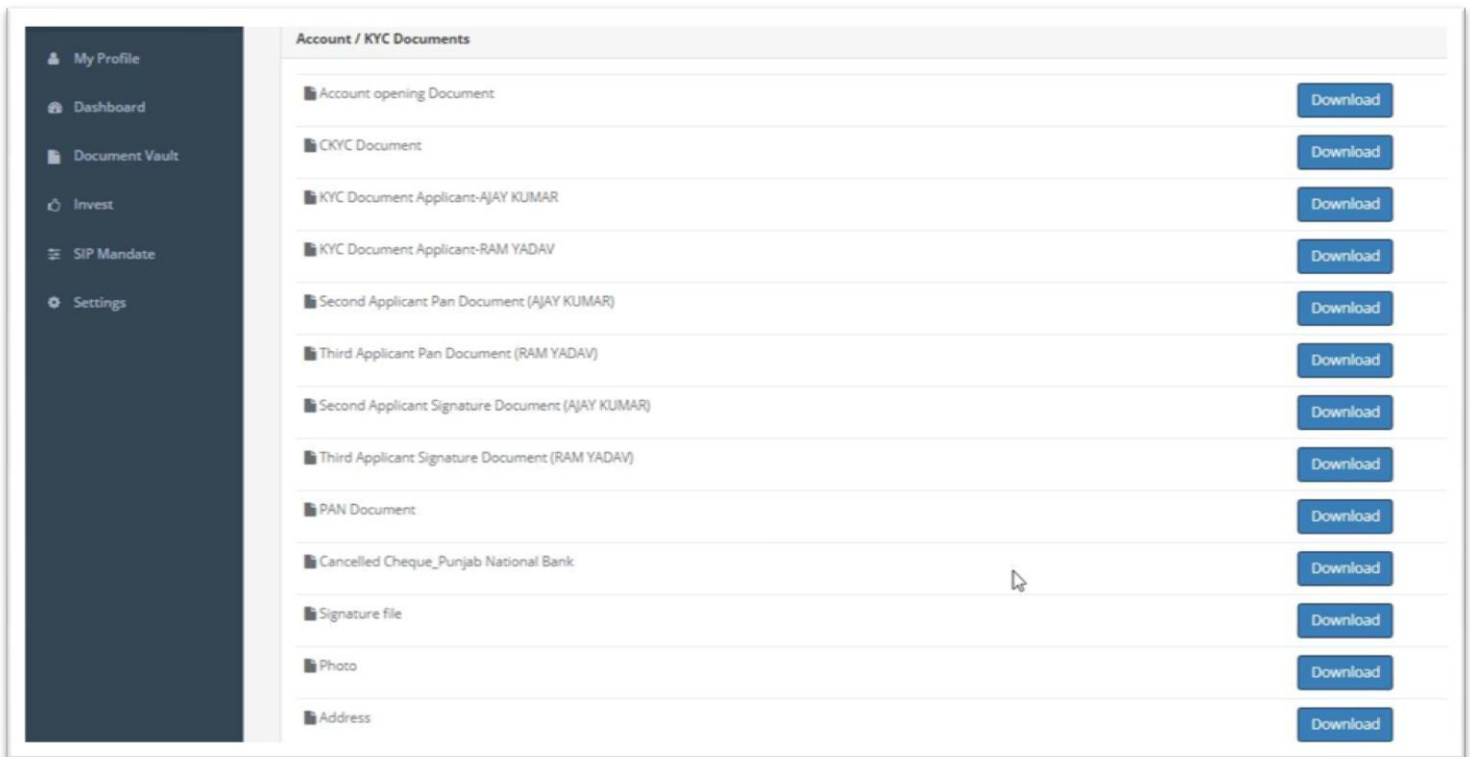 My Profile
Dashboard
Document Vault
Invest
SIP Mandate
Settings
Account / KYC Documents
Account opening Document Download
CKYC Document Download
KYC Document Applicant-AJAY KUMAR Download
KYC Document Applicant-RAM YADAV Download
Second Applicant Pan Document (AJAY KUMAR) Download
Third Applicant Pan Document (RAM YADAV) Download
Second Applicant Signature Document (AJAY KUMAR) Download
Third Applicant Signature Document (RAM YADAV) Download
PAN Document Download
Cancelled Cheque_Punjab National Bank Download
Signature file Download
Photo Download
Address Download